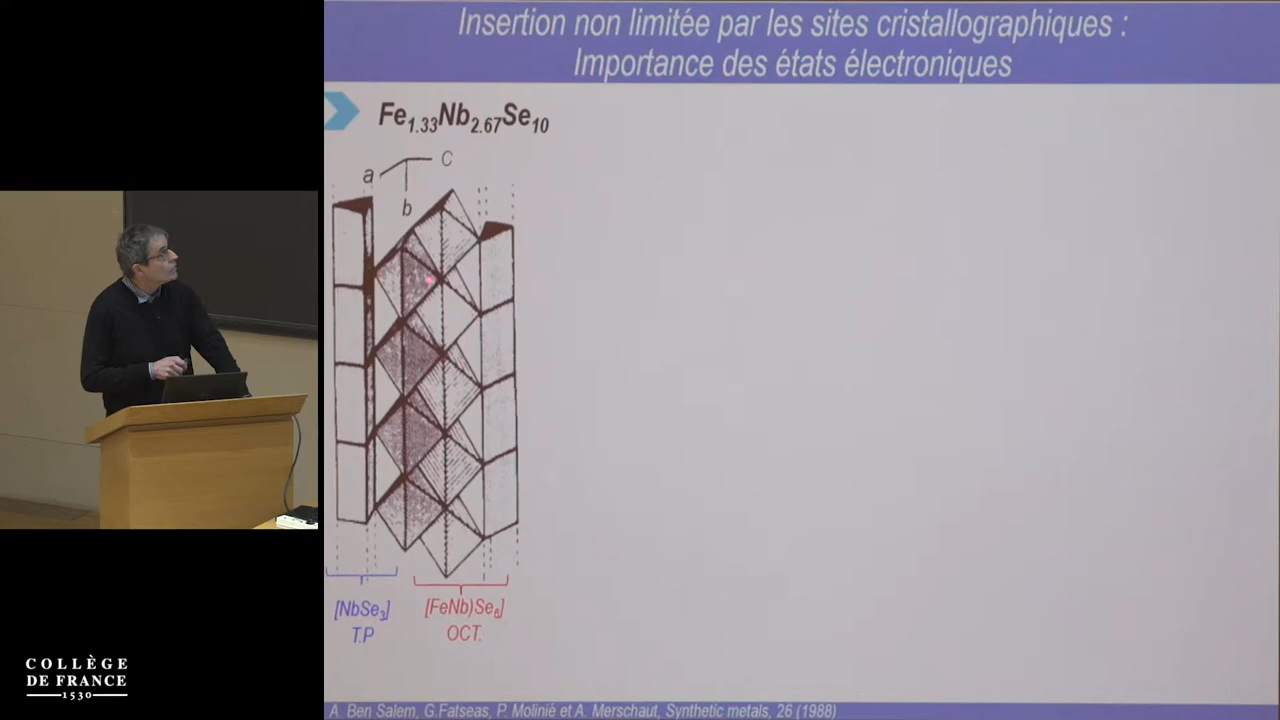 Insertion non limitée par les sites cristallographiques :
Importance des états électroniques
Fe1.33Nb2.67Se10
a
c
b
[NbSe3]
T.P
[FeNb)Se6]
OCT.
A. Ben Salem, G.Fatseas, P. Molinié et A. Merschaut, Synthetic metals, 26 (1988)
COLLÈGE
DE FRANCE
1530